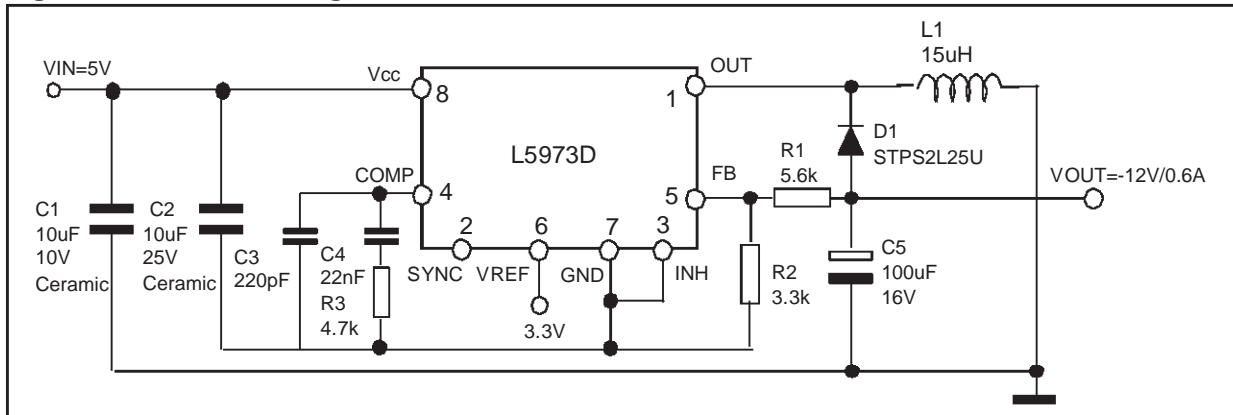 L1
15uH
VIN=5V
Vcc
OUT
8
1
D1
STPS2L25U
L5973D
R1
5.6k
FB
COMP
4
5
VOUT=-12V/0.6A
C1
10uF
10V
Ceramic
C2
10uF
25V
Ceramic
C3
220pF
C4
22nF
R3
4.7k
2
6
7
3
SYNC
VREF
GND
INH
3.3V
R2
3.3k
C5
100uF
16V